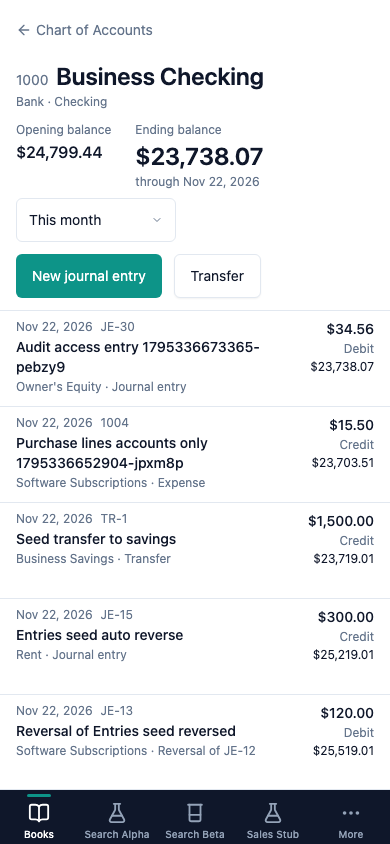 ← Chart of Accounts
1000 Business Checking
Bank · Checking
Opening balance Ending balance
$24,799.44 $23,738.07
through Nov 22, 2026
This month
New journal entry Transfer
Nov 22, 2026 JE-30 $34.56
Audit access entry 1795336673365- Debit
pebzy9 $23,738.07
Owner's Equity · Journal entry
Nov 22, 2026 1004 $15.50
Purchase lines accounts only Credit
1795336652904-jpxm8p $23,703.51
Software Subscriptions · Expense
Nov 22, 2026 TR-1 $1,500.00
Seed transfer to savings Credit
Business Savings · Transfer $23,719.01
Nov 22, 2026 JE-15 $300.00
Entries seed auto reverse Credit
Rent · Journal entry $25,219.01
Nov 22, 2026 JE-13 $120.00
Reversal of Entries seed reversed Debit
Software Subscriptions · Reversal of JE-12 $25,519.01
Books Search Alpha Search Beta Sales Stub More